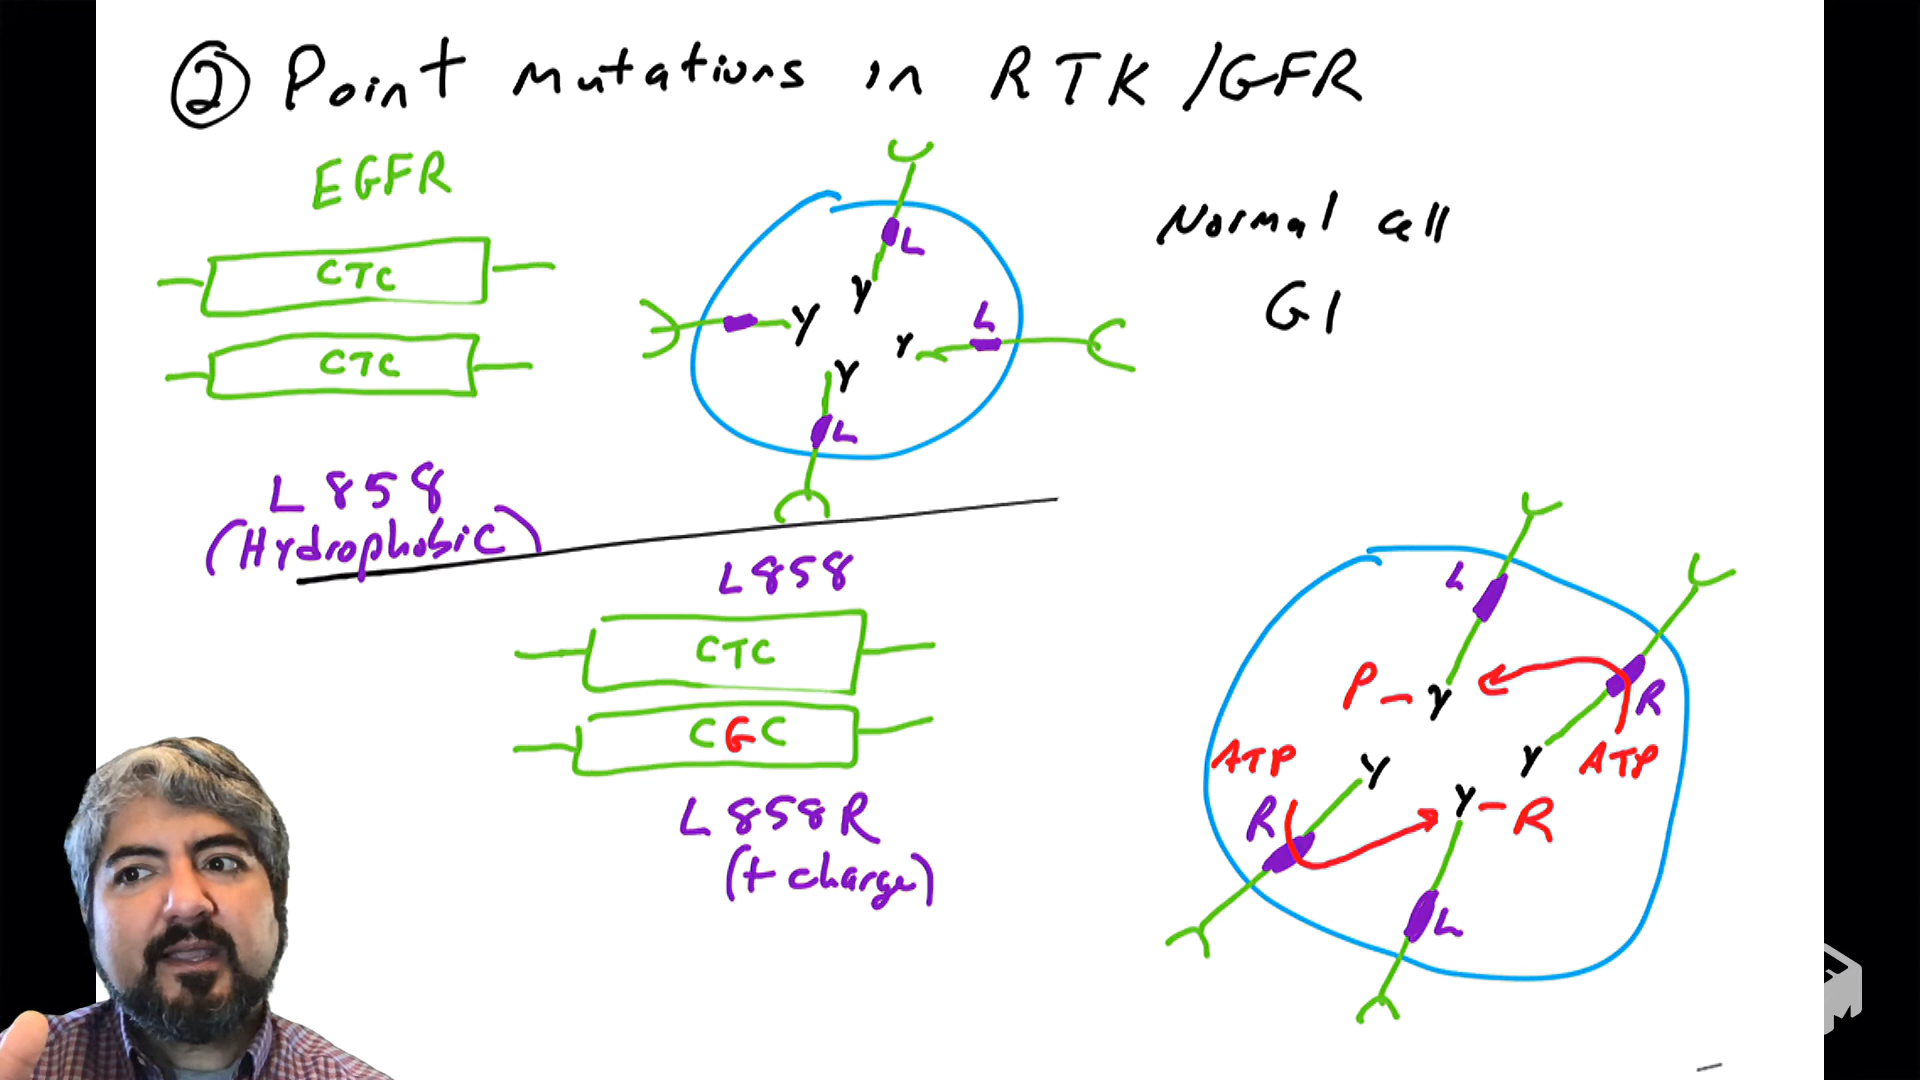 ② Point mutations in RTK/GFR
EGFR
CTC
CTC
L858
(Hydrophobic)
L
Y
Y
L
Y
Y
L
Normal cell
G1
L858
CTC
CGC
L858R
(+ charge)
L
P-Y
R
Y
ATP
ATP
Y
R
Y-R
L